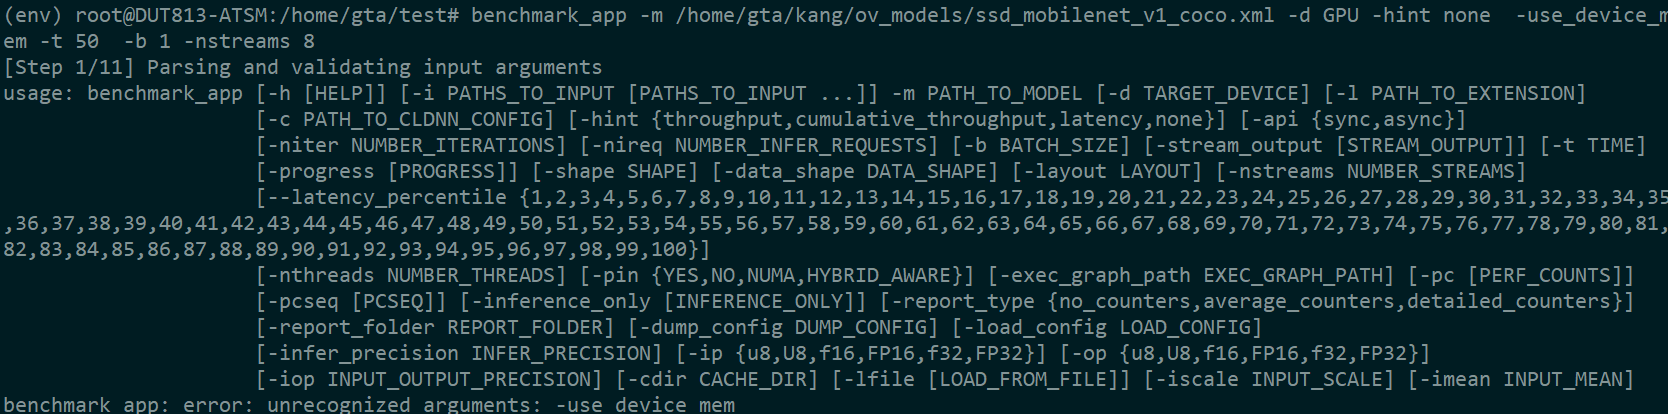 (env) root@DUT813-ATSM:/home/gta/test# benchmark_app -m /home/gta/kang/ov_models/ssd_mobilenet_v1_coco.xml -d GPU -hint none  -use_device_m
em -t 50  -b 1 -nstreams 8
[Step 1/11] Parsing and validating input arguments
usage: benchmark_app [-h [HELP]] [-i PATHS_TO_INPUT [PATHS_TO_INPUT ...]] -m PATH_TO_MODEL [-d TARGET_DEVICE] [-l PATH_TO_EXTENSION]
[-c PATH_TO_CLDNN_CONFIG] [-hint {throughput,cumulative_throughput,latency,none}] [-api {sync,async}]
[-niter NUMBER_ITERATIONS] [-nireq NUMBER_INFER_REQUESTS] [-b BATCH_SIZE] [-stream_output [STREAM_OUTPUT]] [-t TIME]
[-progress [PROGRESS]] [-shape SHAPE] [-data_shape DATA_SHAPE] [-layout LAYOUT] [-nstreams NUMBER_STREAMS]
[--latency_percentile {1,2,3,4,5,6,7,8,9,10,11,12,13,14,15,16,17,18,19,20,21,22,23,24,25,26,27,28,29,30,31,32,33,34,35
,36,37,38,39,40,41,42,43,44,45,46,47,48,49,50,51,52,53,54,55,56,57,58,59,60,61,62,63,64,65,66,67,68,69,70,71,72,73,74,75,76,77,78,79,80,81,
82,83,84,85,86,87,88,89,90,91,92,93,94,95,96,97,98,99,100}]
[-nthreads NUMBER_THREADS] [-pin {YES,NO,NUMA,HYBRID_AWARE}] [-exec_graph_path EXEC_GRAPH_PATH] [-pc [PERF_COUNTS]]
[-pcseq [PCSEQ]] [-inference_only [INFERENCE_ONLY]] [-report_type {no_counters,average_counters,detailed_counters}]
[-report_folder REPORT_FOLDER] [-dump_config DUMP_CONFIG] [-load_config LOAD_CONFIG]
[-infer_precision INFER_PRECISION] [-ip {u8,U8,f16,FP16,f32,FP32}] [-op {u8,U8,f16,FP16,f32,FP32}]
[-iop INPUT_OUTPUT_PRECISION] [-cdir CACHE_DIR] [-lfile [LOAD_FROM_FILE]] [-iscale INPUT_SCALE] [-imean INPUT_MEAN]
benchmark_app: error: unrecognized arguments: -use_device_mem